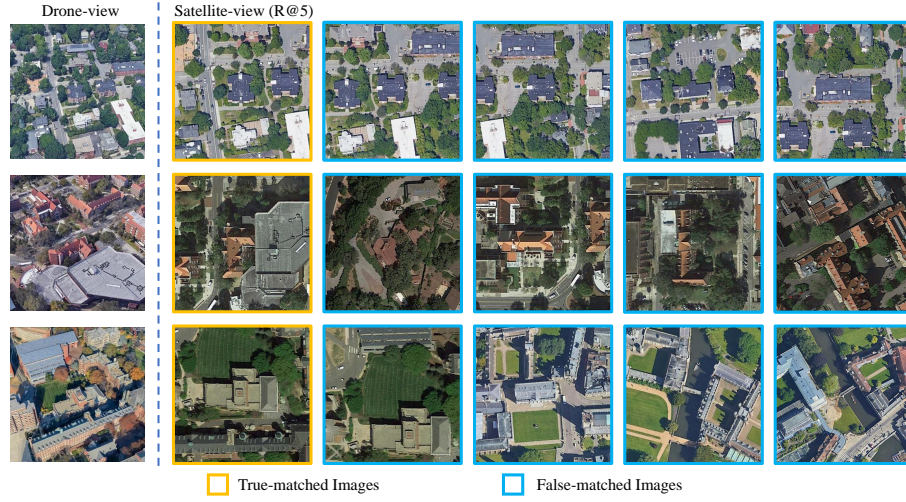 Drone-view
Satellite-view (R@5)
True-matched Images
False-matched Images